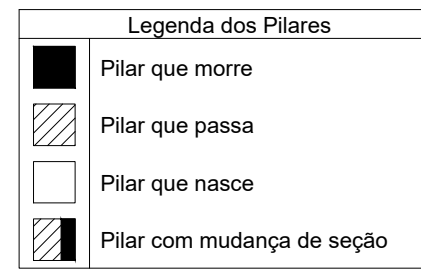 Legenda dos Pilares
Pilar que morre
Pilar que passa
Pilar que nasce
Pilar com mudança de seção